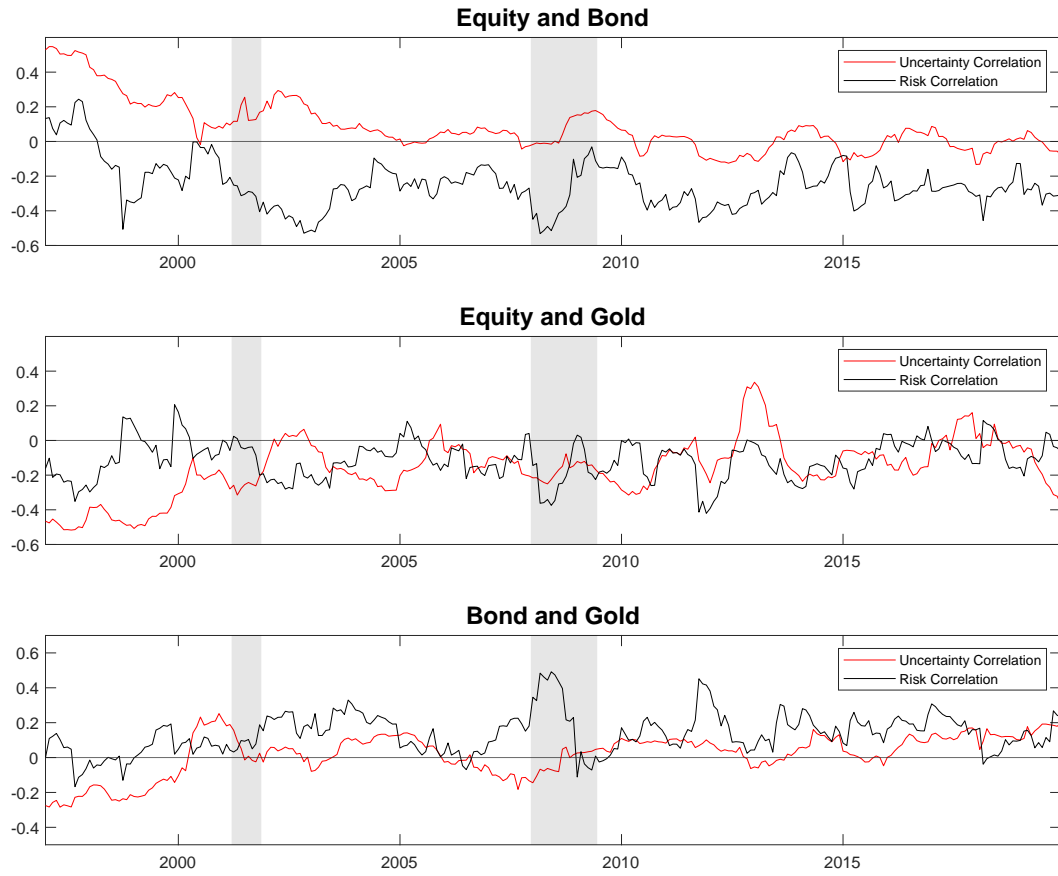 Equity and Bond
Uncertainty Correlation
Risk Correlation
0.4
0.2
0
-0.2
-0.4
-0.6
2000 2005 2010 2015
Equity and Gold
Uncertainty Correlation
Risk Correlation
0.4
0.2
0
-0.2
-0.4
-0.6
2000 2005 2010 2015
Bond and Gold
Uncertainty Correlation
Risk Correlation
0.6
0.4
0.2
0
-0.2
-0.4
2000 2005 2010 2015